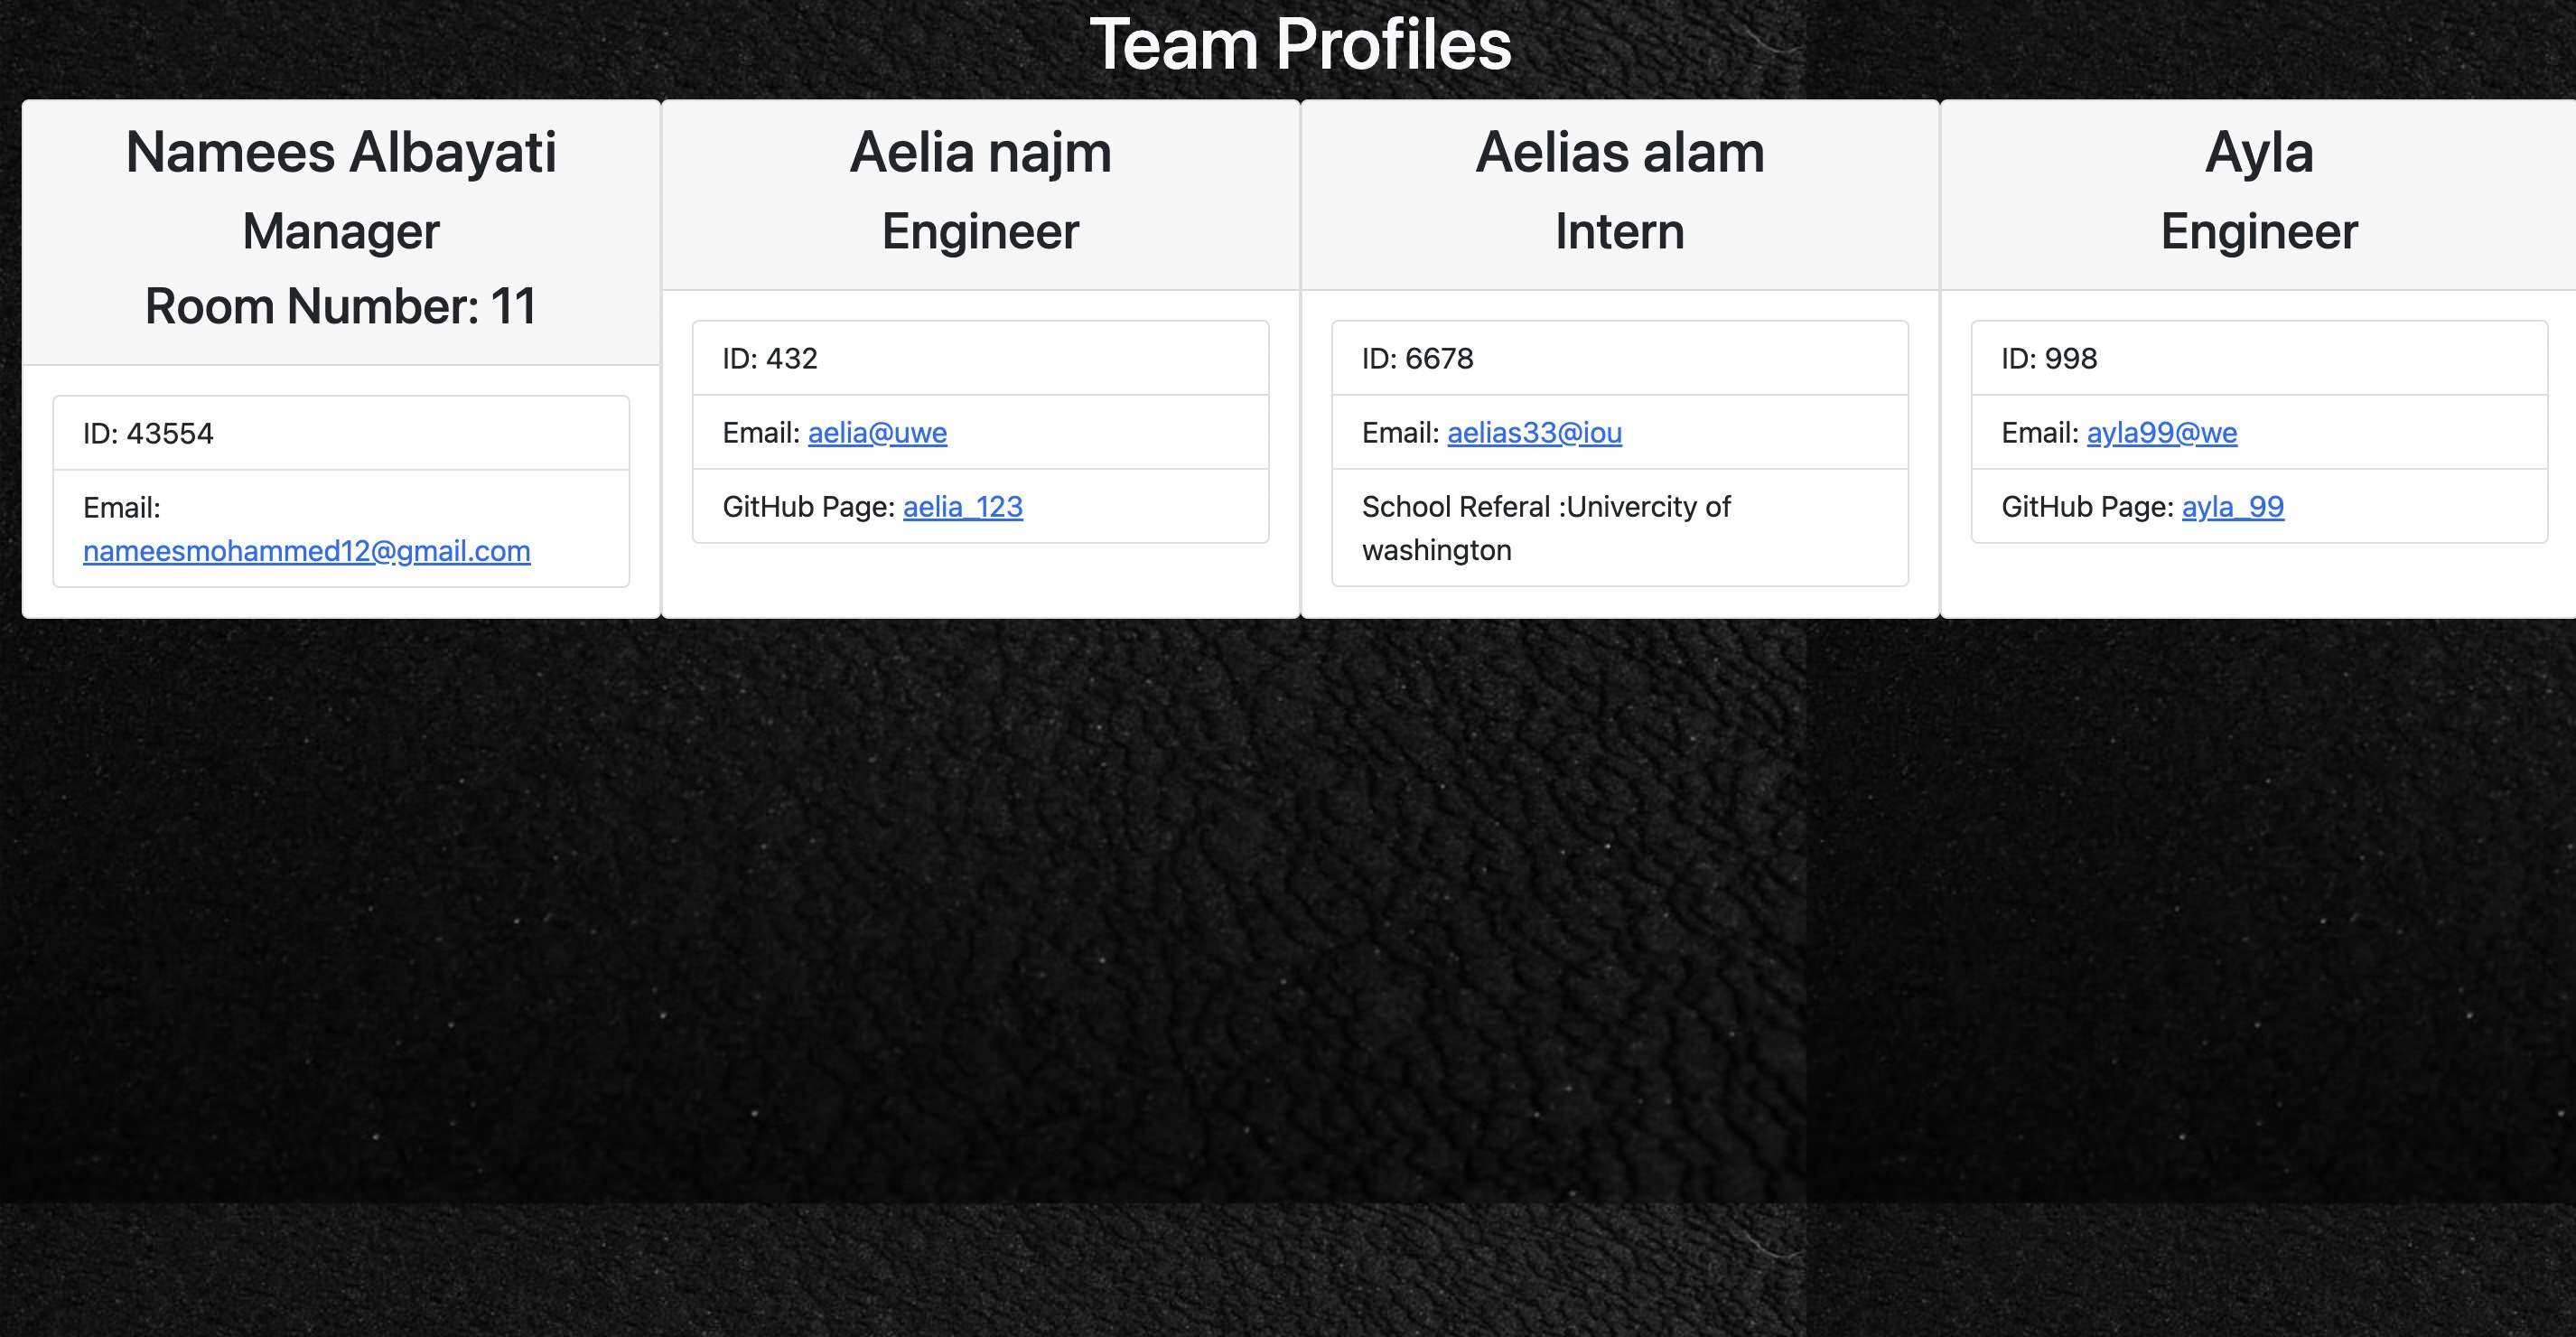 Team Profiles
Namees Albayati
Manager
Room Number: 11
ID: 43554
Email:
nameesmohammed12@gmail.com
Aelia najm
Engineer
ID: 432
Email: aelia@uwe
GitHub Page: aelia_123
Aelias alam
Intern
ID: 6678
Email: aelias33@iou
School Referal :Univercity of
washington
Ayla
Engineer
ID: 998
Email: ayla99@we
GitHub Page: ayla_99